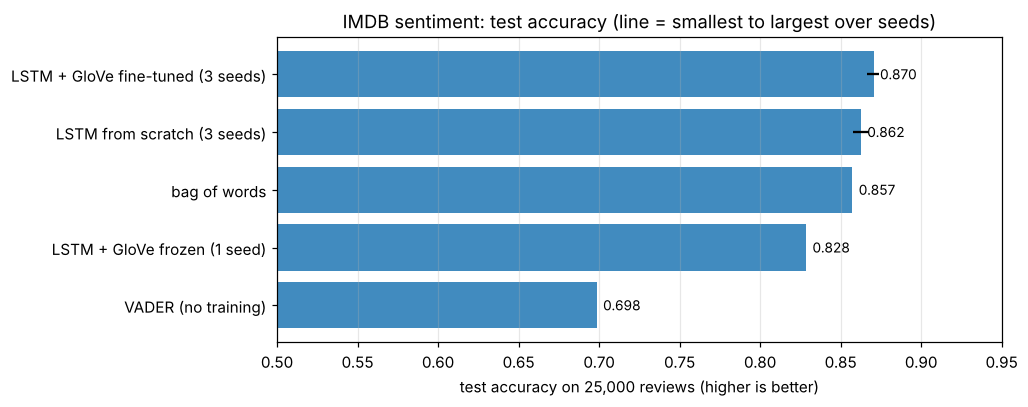 IMDB sentiment: test accuracy (line = smallest to largest over seeds)
LSTM + GloVe fine-tuned (3 seeds)
0.870
LSTM from scratch (3 seeds)
0.862
bag of words
0.857
LSTM + GloVe frozen (1 seed)
0.828
VADER (no training)
0.698
0.50 0.55 0.60 0.65 0.70 0.75 0.80 0.85 0.90 0.95
test accuracy on 25,000 reviews (higher is better)